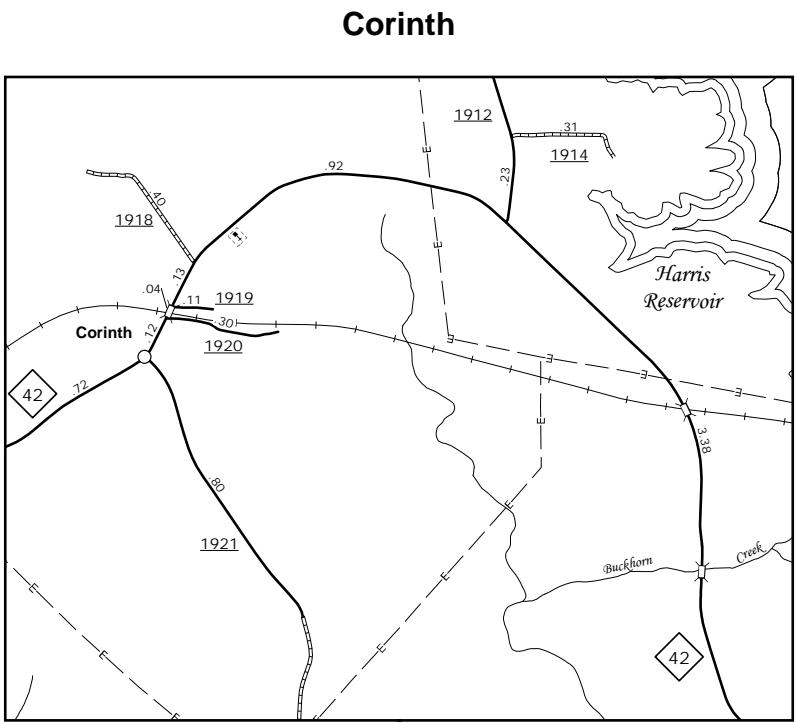 Corinth
1912
.31
1914
.92
.23
.40
1918
Harris
Reservoir
.13
.04
.11
1919
.30
1920
Corinth
.12
42
.72
3.38
.80
1921
Buckhorn
Creek
42
E
E
E
E
E
E
E
E
E
E
E
E
E
E